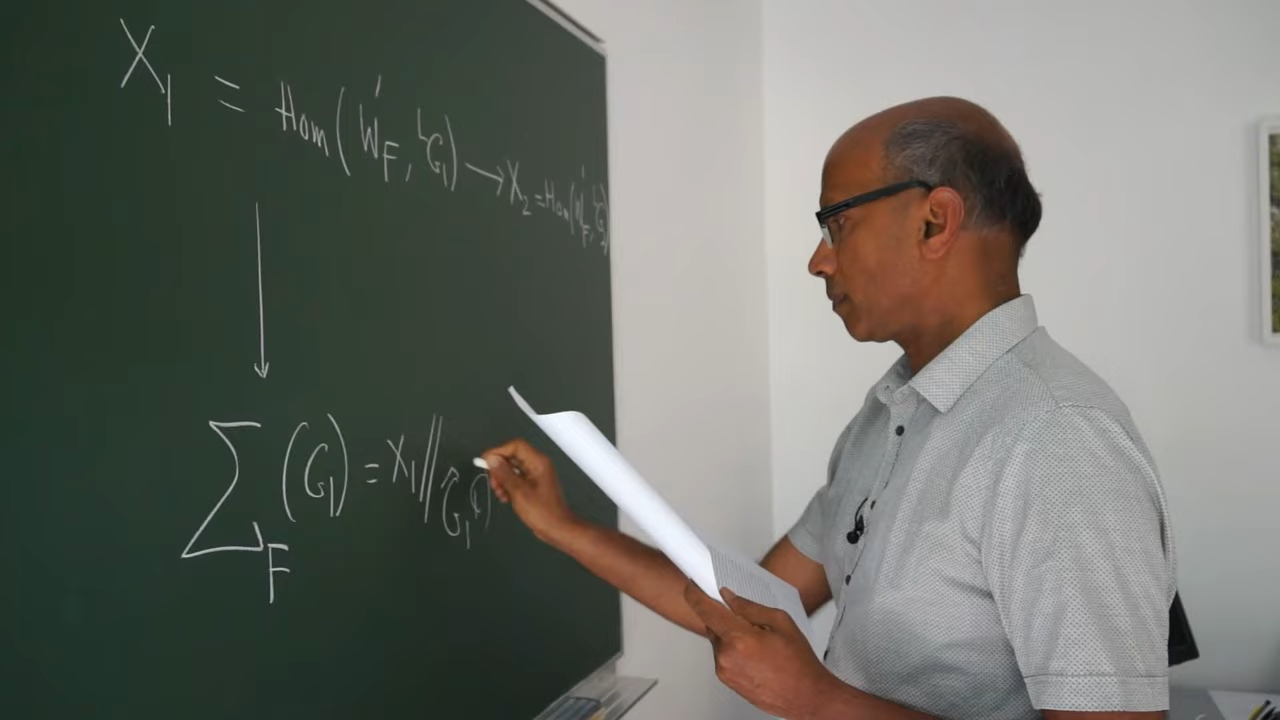 X₁ = Hom(W'_F, ᴸG₁) → X₂ = Hom(W'_F, ᴸG₂)
↓
Σ_F (G₁) = X₁ // Ĝ₁(